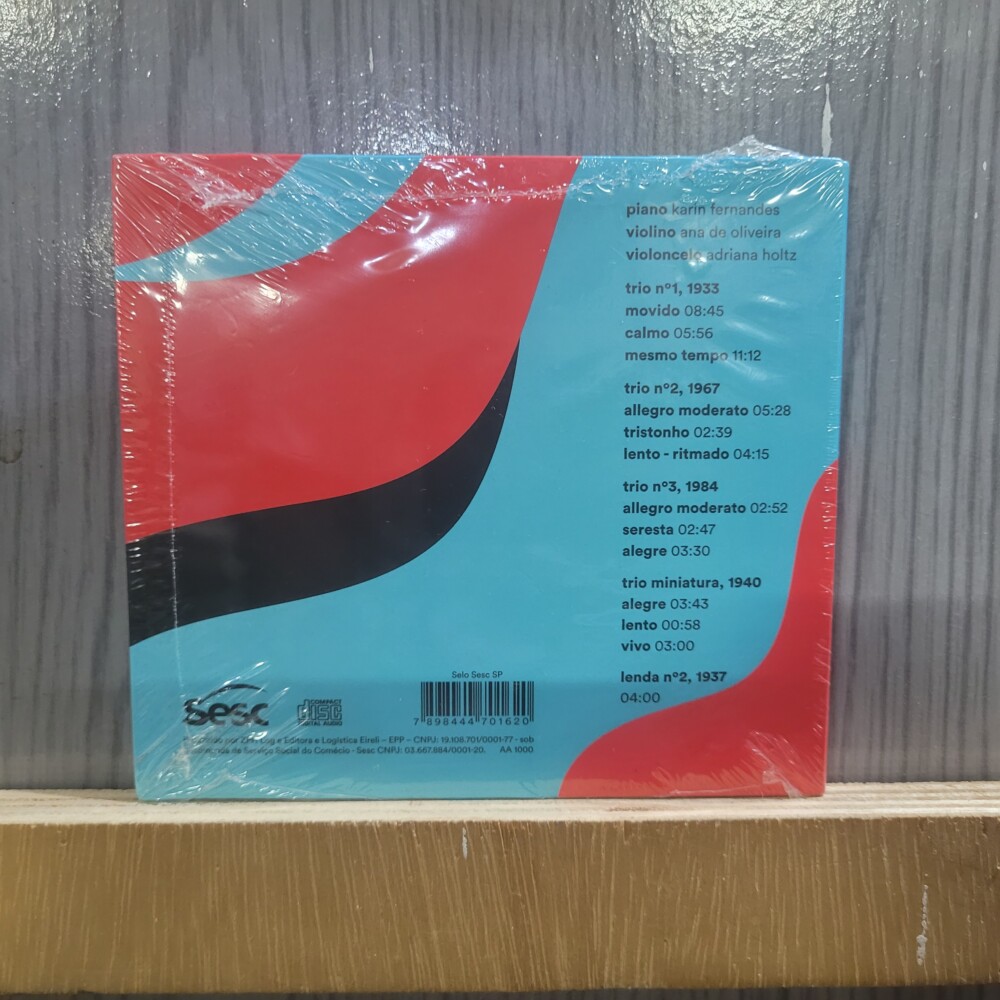 piano karin fernandes
violino ana de oliveira
violoncelo adriana holtz
trio nº1, 1933
movido 08:45
calmo 05:56
mesmo tempo 11:12
trio nº2, 1967
allegro moderato 05:28
tristonho 02:39
lento - ritmado 04:15
trio nº3, 1984
allegro moderato 02:52
seresta 02:47
alegre 03:30
trio miniatura, 1940
alegre 03:43
lento 00:58
vivo 03:00
lenda nº2, 1937
04:00
Selo Sesc SP
Sesc
COMPACT
disc
DIGITAL AUDIO
7 898444 701620
por e Editora e Logística Eireli – EPP – CNPJ: 19.108.701/0001-77 - sob
de Serviço Social do Comécio - Sesc CNPJ: 03.667.884/0001-20. AA 1000